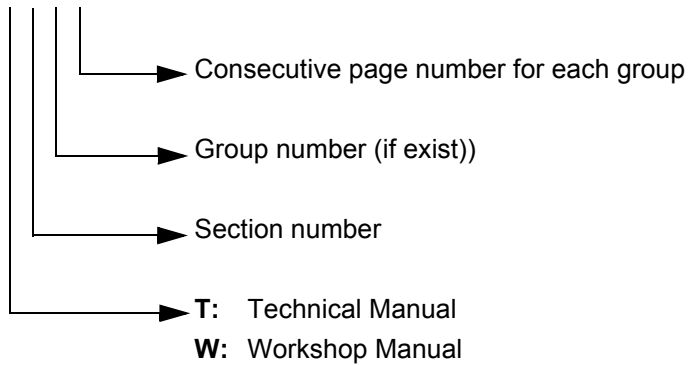 Consecutive page number for each group
Group number (if exist))
Section number
T: Technical Manual
W: Workshop Manual